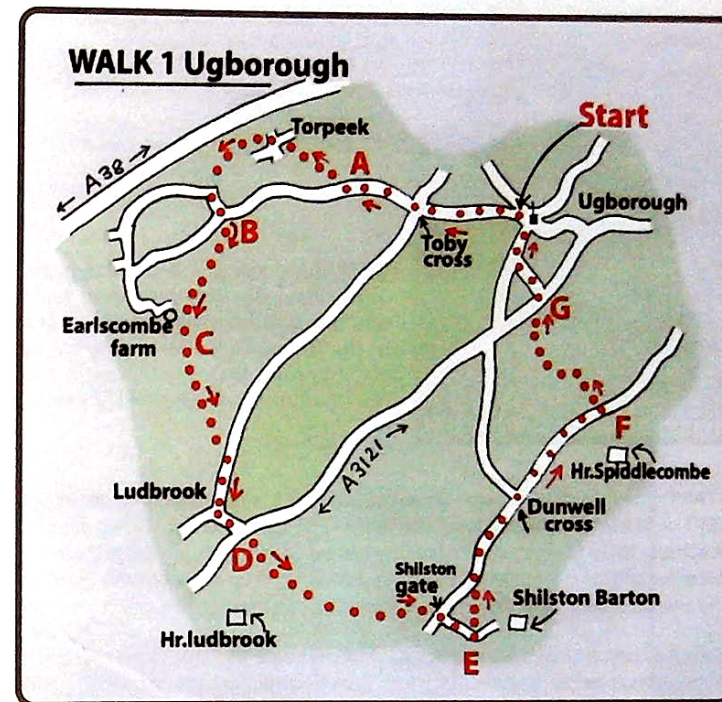 WALK 1 Ugborough
Start
Torpeek
A
A38
Ugborough
B
Toby
cross
G
Earlscombe
farm
C
F
A3121
Hr.Spiddlecombe
Ludbrook
Dunwell
cross
D
Shilston
gate
Shilston Barton
Hr.ludbrook
E